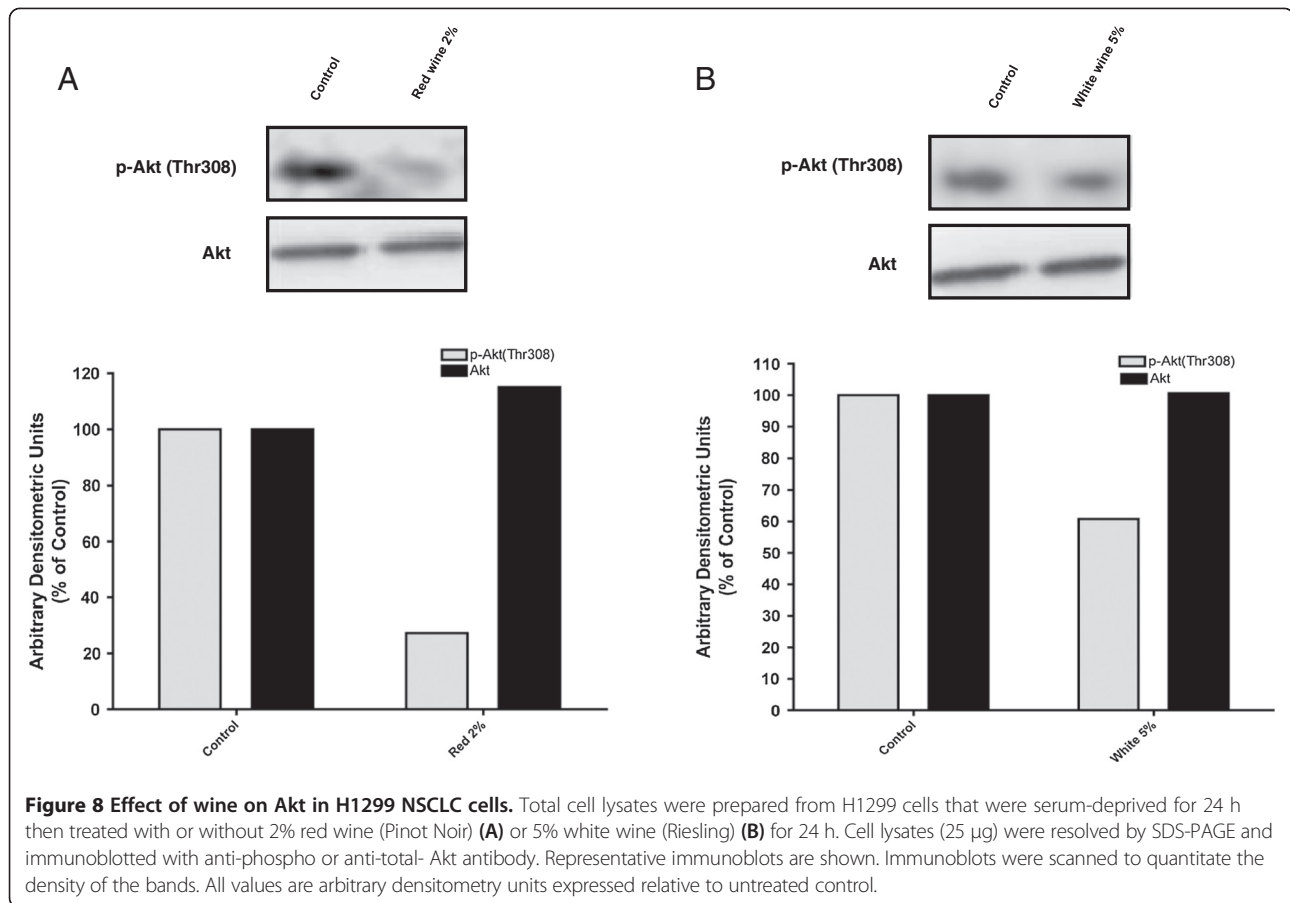 A
Control
Red wine 2%
p-Akt (Thr308)
Akt
p-Akt(Thr308)
Akt
120
100
80
60
40
20
0
Arbitrary Densitometric Units
(% of Control)
Control
Red 2%
B
Control
White wine 5%
p-Akt (Thr308)
Akt
p-Akt(Thr308)
Akt
110
100
90
80
70
60
50
40
30
20
10
0
Arbitrary Densitometric Units
(% of Control)
Control
White 5%
Figure 8 Effect of wine on Akt in H1299 NSCLC cells. Total cell lysates were prepared from H1299 cells that were serum-deprived for 24 h
then treated with or without 2% red wine (Pinot Noir) (A) or 5% white wine (Riesling) (B) for 24 h. Cell lysates (25 μg) were resolved by SDS-PAGE and
immunoblotted with anti-phospho or anti-total- Akt antibody. Representative immunoblots are shown. Immunoblots were scanned to quantitate the
density of the bands. All values are arbitrary densitometry units expressed relative to untreated control.